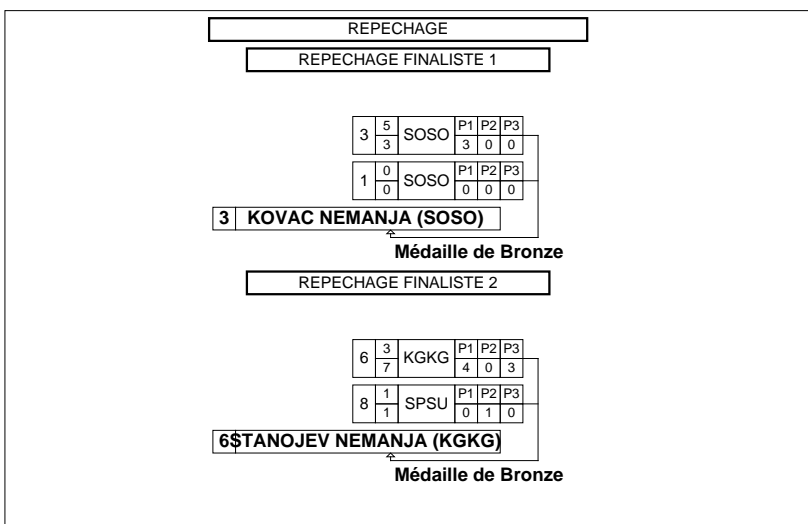 REPECHAGE
REPECHAGE FINALISTE 1
3 5 SOSO P1 P2 P3
3 3 0 0
1 0 SOSO P1 P2 P3
0 0 0 0
3 KOVAC NEMANJA (SOSO)
Médaille de Bronze
REPECHAGE FINALISTE 2
6 3 KGKG P1 P2 P3
7 4 0 3
8 1 SPSU P1 P2 P3
1 0 1 0
6 STANOJEV NEMANJA (KGKG)
Médaille de Bronze